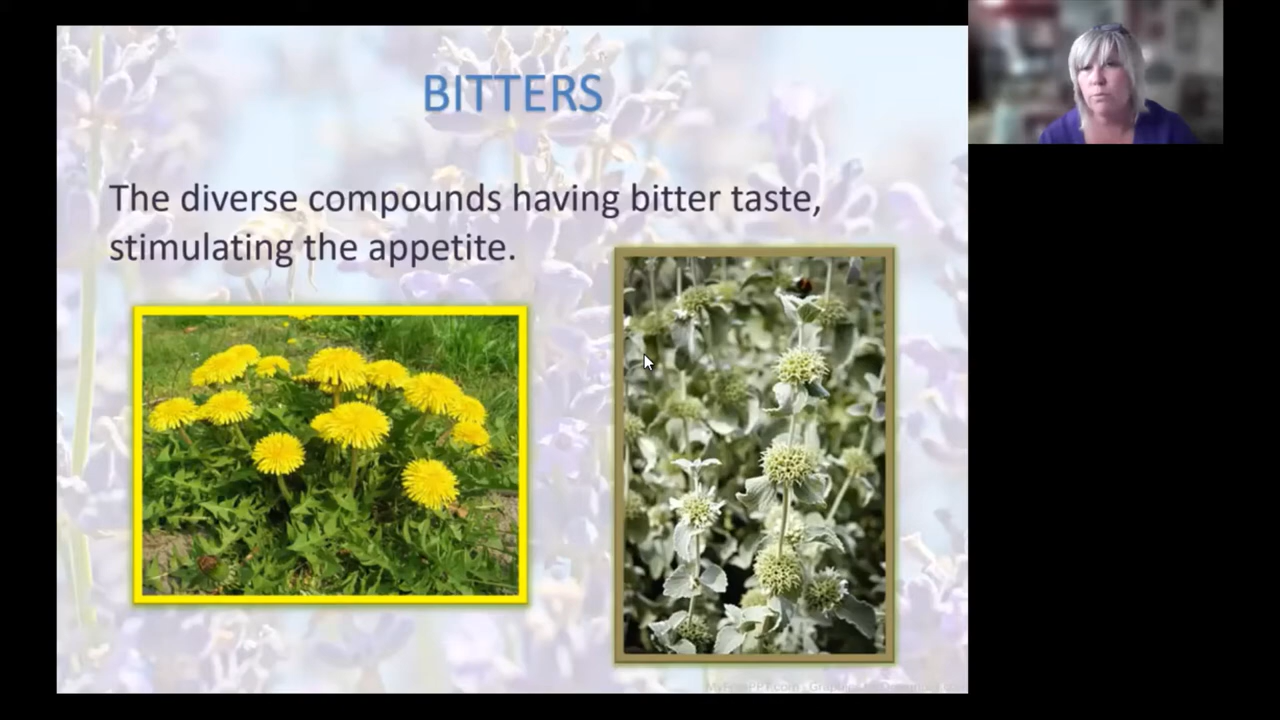 BITTERS
The diverse compounds having bitter taste,
stimulating the appetite.